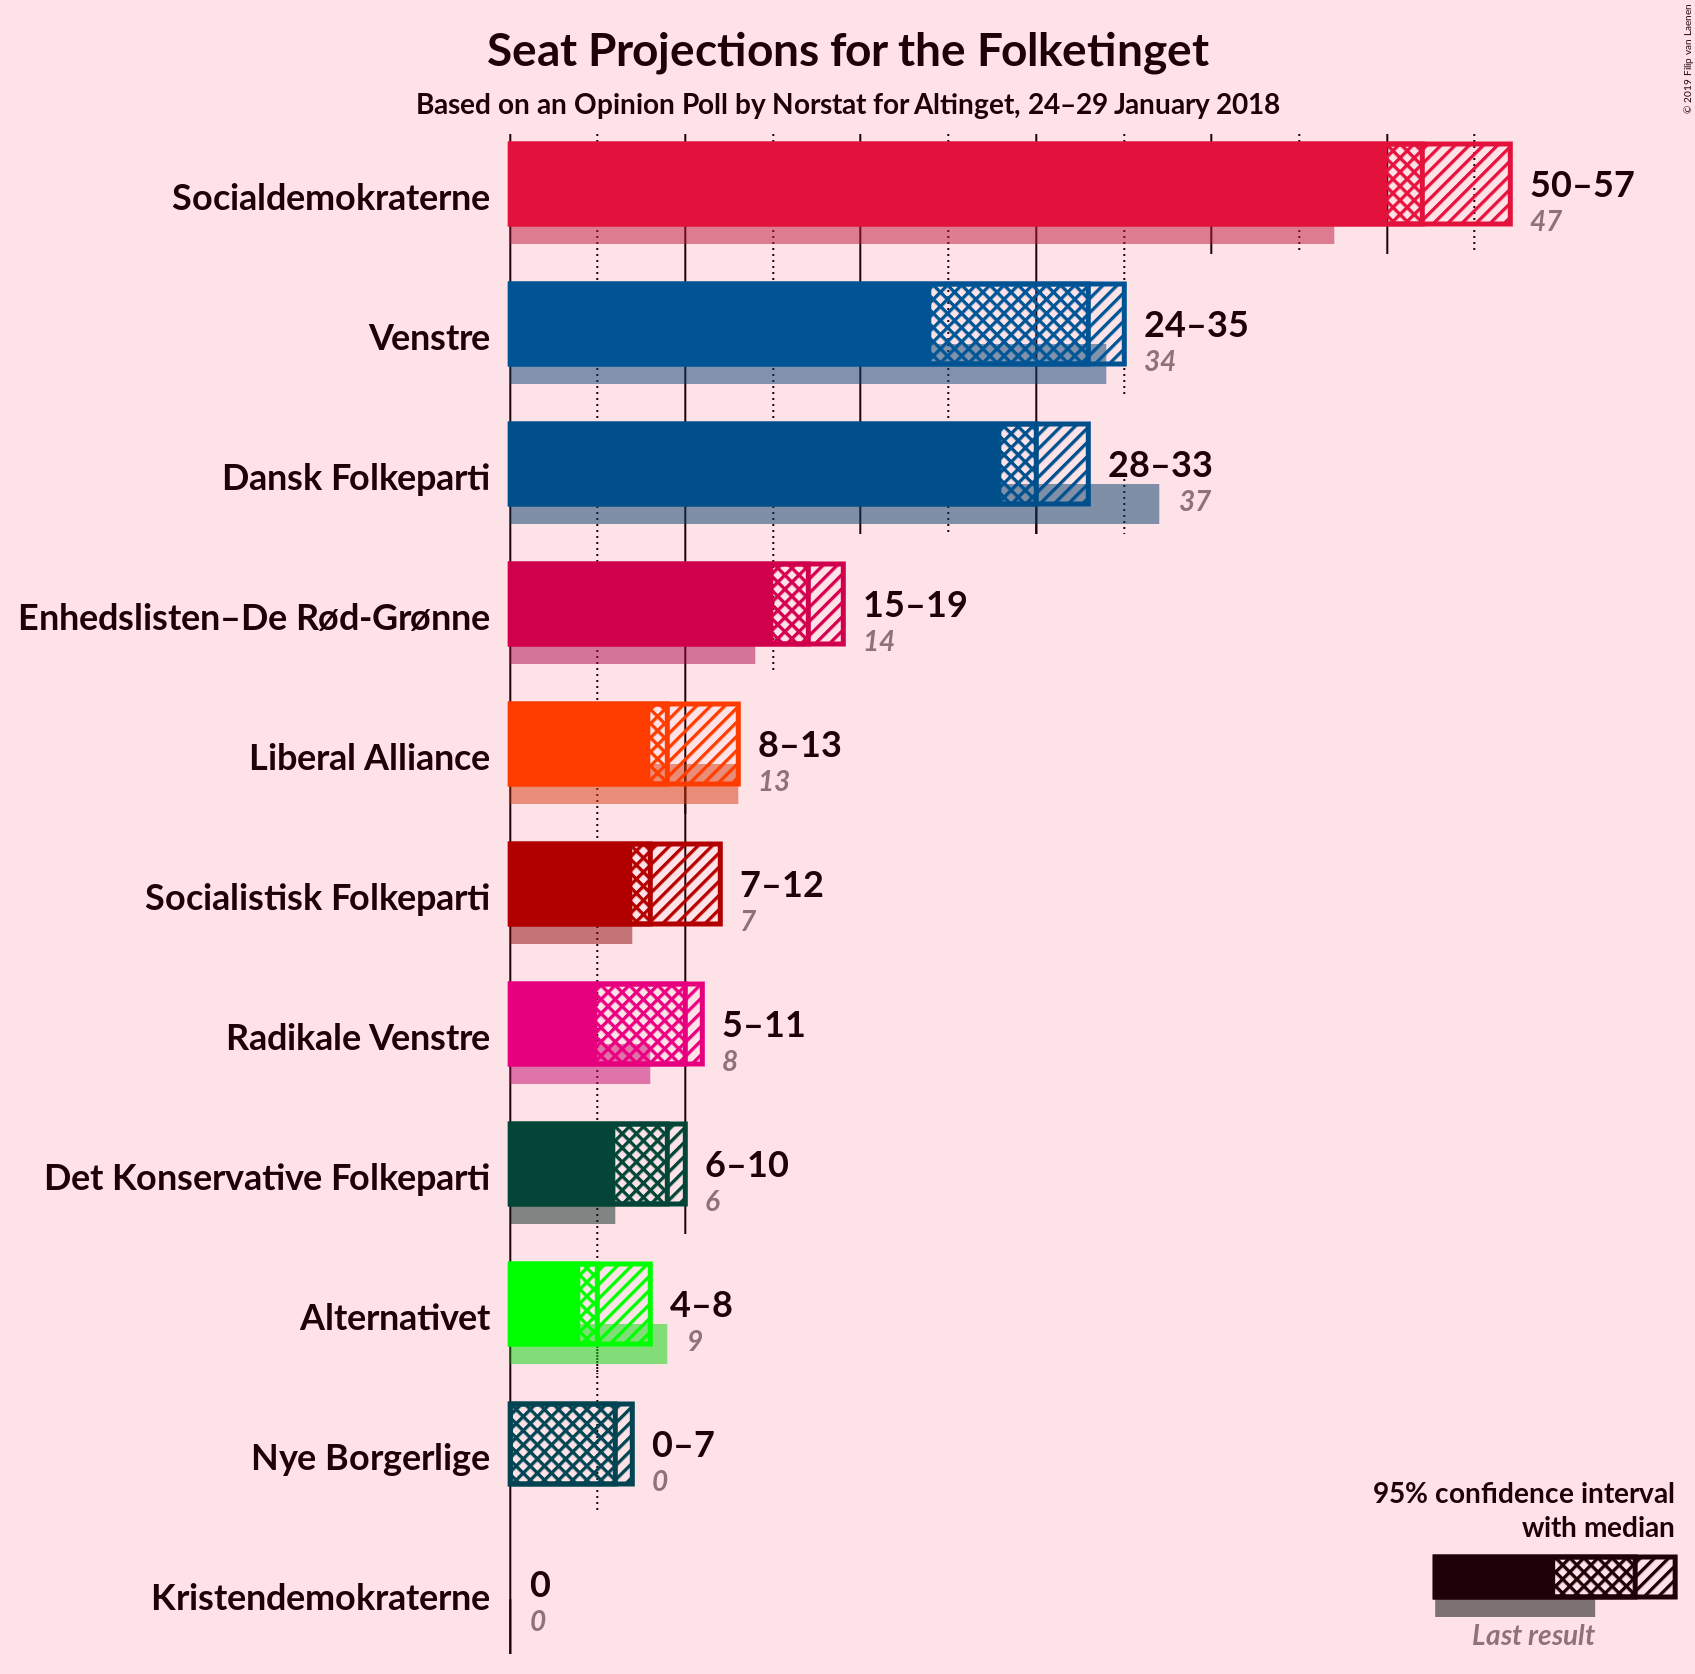 Seat Projections for the Folketinget
Based on an Opinion Poll by Norstat for Altinget, 24–29 January 2018
© 2019 Filip van Laenen
Socialdemokraterne
50–57
47
Venstre
24–35
34
Dansk Folkeparti
28–33
37
Enhedslisten–De Rød-Grønne
15–19
14
Liberal Alliance
8–13
13
Socialistisk Folkeparti
7–12
7
Radikale Venstre
5–11
8
Det Konservative Folkeparti
6–10
6
Alternativet
4–8
9
Nye Borgerlige
0–7
0
Kristendemokraterne
0
0
95% confidence interval
with median
Last result